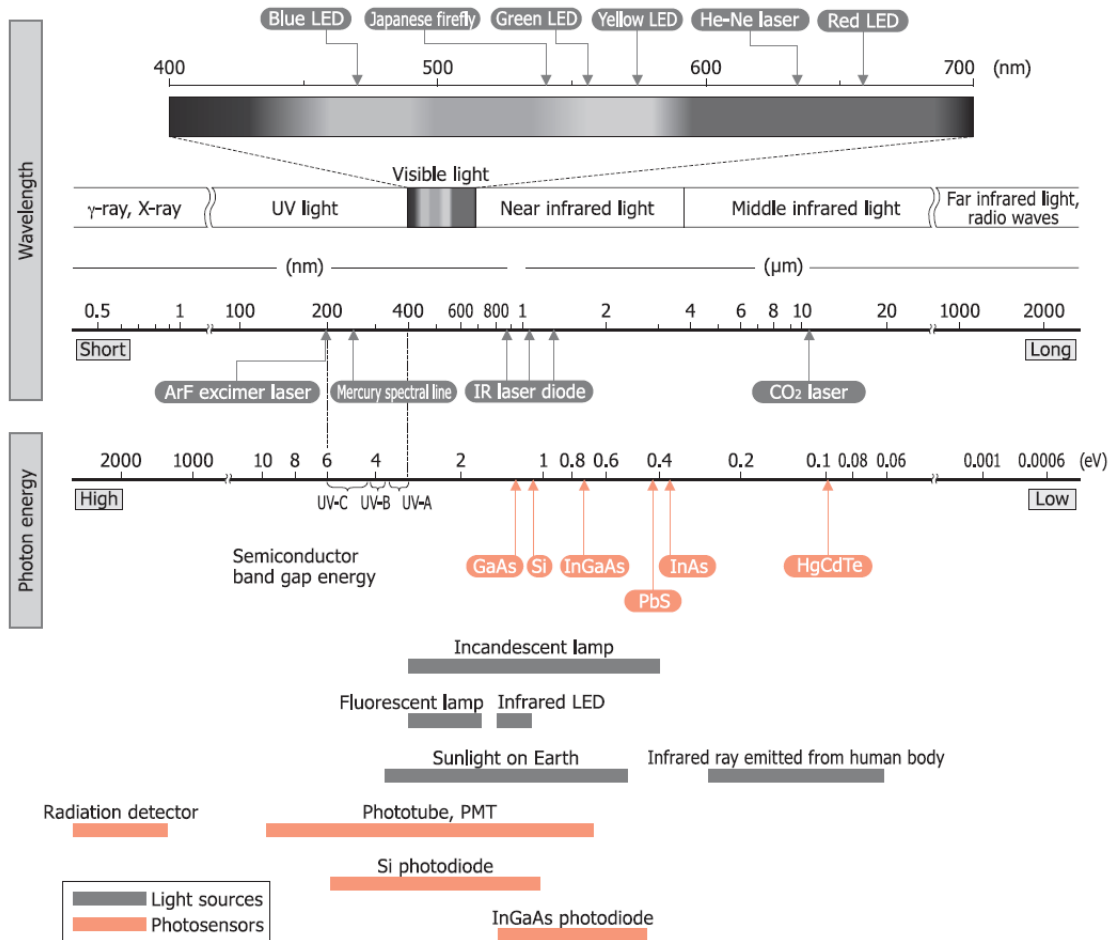 Blue LED Japanese firefly Green LED Yellow LED He-Ne laser Red LED
400 500 600 700 (nm)
Wavelength
Visible light
γ-ray, X-ray UV light Near infrared light Middle infrared light Far infrared light,
radio waves
(nm) (µm)
0.5 1 100 200 400 600 800 1 2 4 6 8 10 20 1000 2000
Short Long
ArF excimer laser Mercury spectral line IR laser diode CO₂ laser
Photon energy
2000 1000 10 8 6 4 2 1 0.8 0.6 0.4 0.2 0.1 0.08 0.06 0.001 0.0006 (eV)
High Low
UV-C UV-B UV-A
Semiconductor
band gap energy
GaAs Si InGaAs InAs HgCdTe
PbS
Incandescent lamp
Fluorescent lamp Infrared LED
Sunlight on Earth Infrared ray emitted from human body
Radiation detector Phototube, PMT
Si photodiode
Light sources
Photosensors
InGaAs photodiode